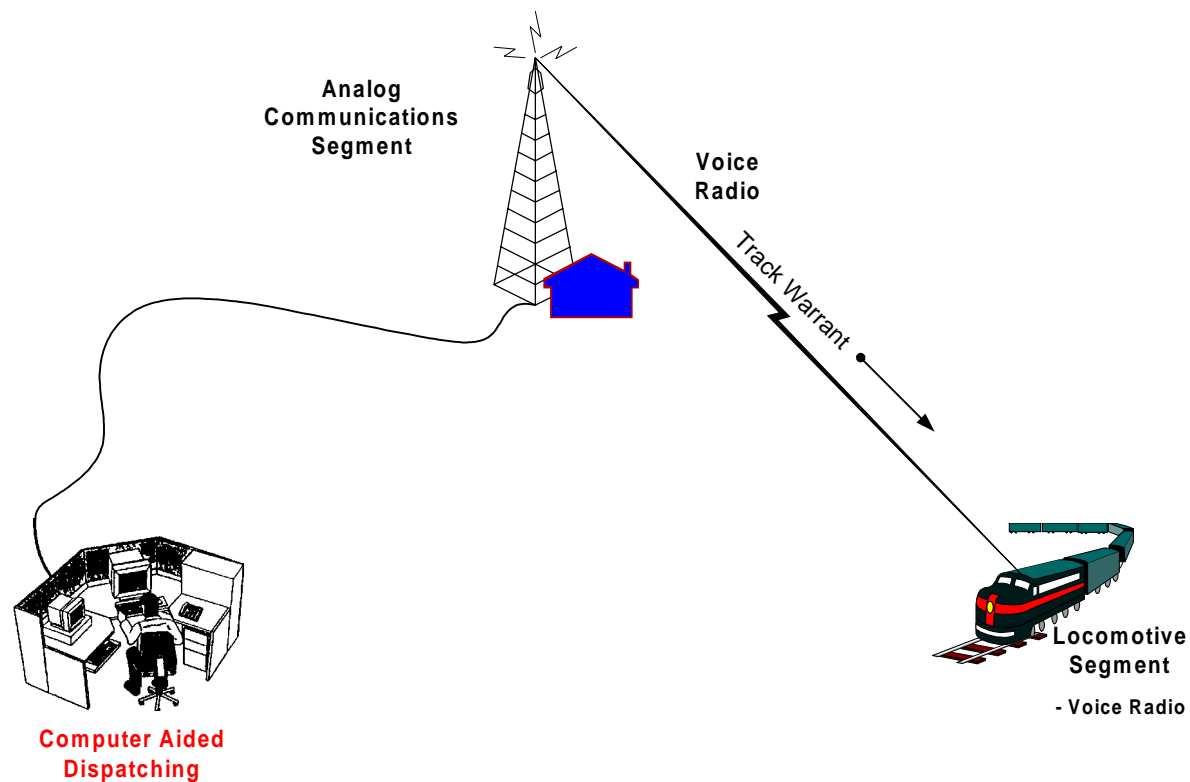 Analog
Communications
Segment
Voice
Radio
Track Warrant
Locomotive
Segment
- Voice Radio
Computer Aided
Dispatching